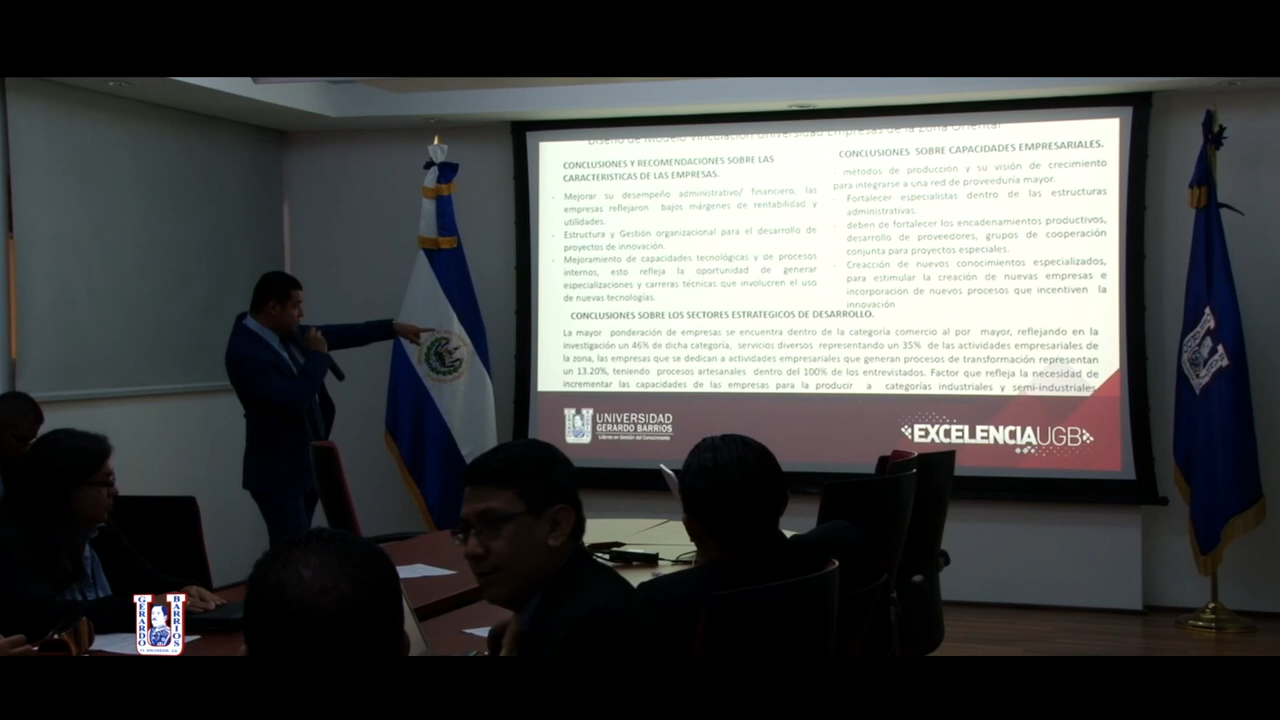 Diseño de Modelo Vinculación Universidad Empresas de la Zona Oriental
CONCLUSIONES Y RECOMENDACIONES SOBRE LAS
CARACTERISTICAS DE LAS EMPRESAS.
- Mejorar su desempeño administrativo/ financiero, las
empresas reflejaron bajos márgenes de rentabilidad y
utilidades.
- Estructura y Gestión organizacional para el desarrollo de
proyectos de innovación.
- Mejoramiento de capacidades tecnológicas y de procesos
internos, esto refleja la oportunidad de generar
especializaciones y carreras técnicas que involucren el uso
de nuevas tecnologías.
CONCLUSIONES SOBRE CAPACIDADES EMPRESARIALES.
- métodos de producción y su visión de crecimiento
para integrarse a una red de proveeduría mayor.
- Fortalecer especialistas dentro de las estructuras
administrativas.
- deben de fortalecer los encadenamientos productivos,
desarrollo de proveedores, grupos de cooperación
conjunta para proyectos especiales.
- Creacción de nuevos conocimientos especializados,
para estimular la creación de nuevas empresas e
incorporación de nuevos procesos que incentiven la
innovación
CONCLUSIONES SOBRE LOS SECTORES ESTRATEGICOS DE DESARROLLO.
La mayor ponderación de empresas se encuentra dentro de la categoría comercio al por mayor, reflejando en la
investigación un 46% de dicha categoría, servicios diversos representando un 35% de las actividades empresariales de
la zona, las empresas que se dedican a actividades empresariales que generan procesos de transformación representan
un 13.20%, teniendo procesos artesanales dentro del 100% de los entrevistados. Factor que refleja la necesidad de
incrementar las capacidades de las empresas para la producir a categorías industriales y semi-industriales
UNIVERSIDAD
GERARDO BARRIOS
Líderes en Gestión del Conocimiento
EXCELENCIAUGB
GERARDO BARRIOS